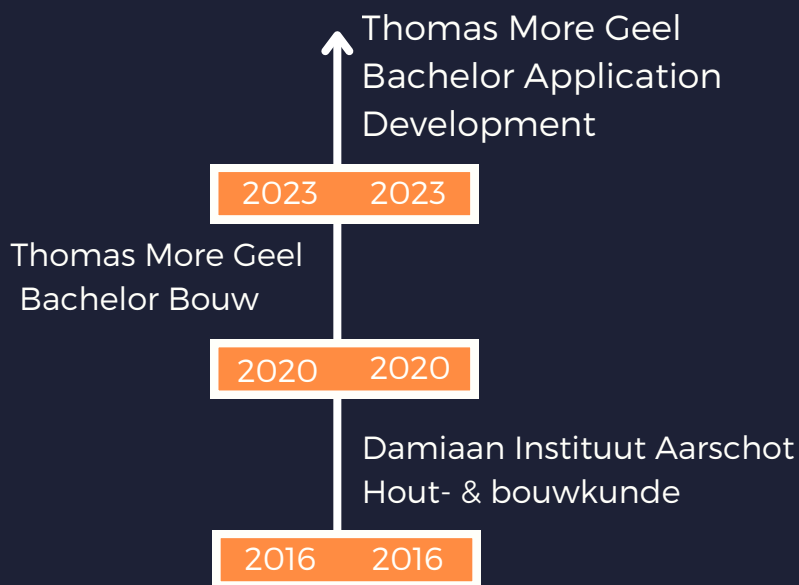 Thomas More Geel
Bachelor Application
Development
2023 2023
Thomas More Geel
Bachelor Bouw
2020 2020
Damiaan Instituut Aarschot
Hout- & bouwkunde
2016 2016